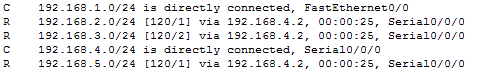 C 192.168.1.0/24 is directly connected, FastEthernet0/0
R 192.168.2.0/24 [120/1] via 192.168.4.2, 00:00:25, Serial0/0/0
R 192.168.3.0/24 [120/2] via 192.168.4.2, 00:00:25, Serial0/0/0
C 192.168.4.0/24 is directly connected, Serial0/0/0
R 192.168.5.0/24 [120/1] via 192.168.4.2, 00:00:25, Serial0/0/0